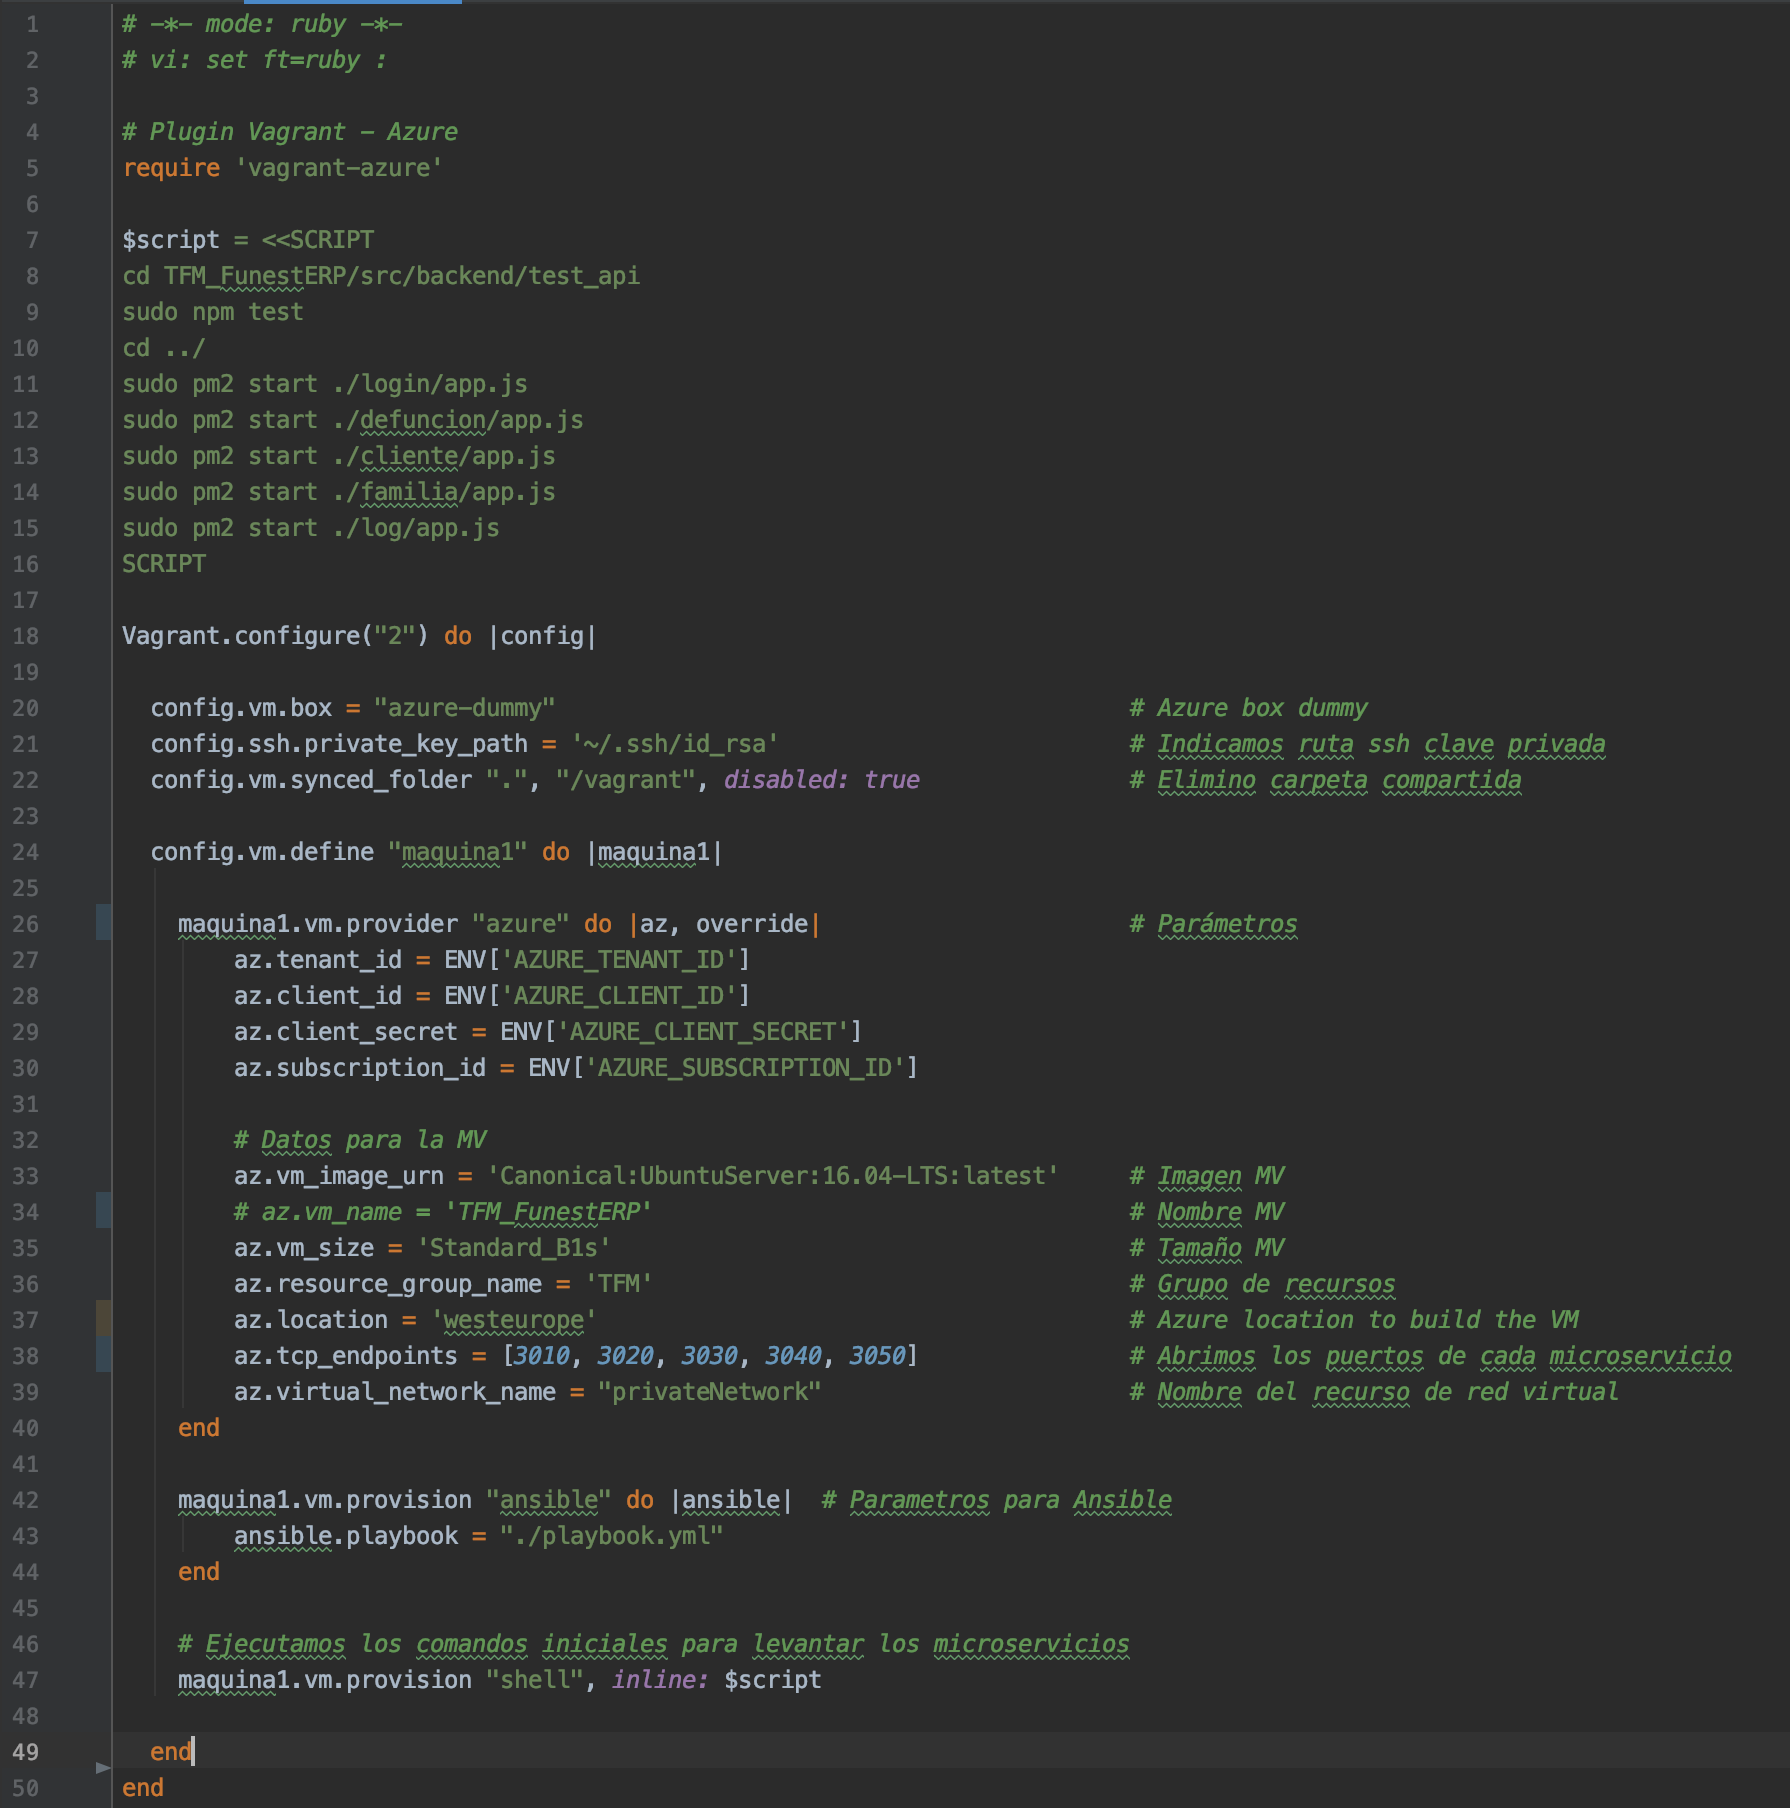 1 # -*- mode: ruby -*-
2 # vi: set ft=ruby :
3
4 # Plugin Vagrant - Azure
5 require 'vagrant-azure'
6
7 $script = <<SCRIPT
8 cd TFM_FunestERP/src/backend/test_api
9 sudo npm test
10 cd ../
11 sudo pm2 start ./login/app.js
12 sudo pm2 start ./defuncion/app.js
13 sudo pm2 start ./cliente/app.js
14 sudo pm2 start ./familia/app.js
15 sudo pm2 start ./log/app.js
16 SCRIPT
17
18 Vagrant.configure("2") do |config|
19
20 config.vm.box = "azure-dummy" # Azure box dummy
21 config.ssh.private_key_path = '~/.ssh/id_rsa' # Indicamos ruta ssh clave privada
22 config.vm.synced_folder ".", "/vagrant", disabled: true # Elimino carpeta compartida
23
24 config.vm.define "maquina1" do |maquina1|
25
26 maquina1.vm.provider "azure" do |az, override| # Parámetros
27 az.tenant_id = ENV['AZURE_TENANT_ID']
28 az.client_id = ENV['AZURE_CLIENT_ID']
29 az.client_secret = ENV['AZURE_CLIENT_SECRET']
30 az.subscription_id = ENV['AZURE_SUBSCRIPTION_ID']
31
32 # Datos para la MV
33 az.vm_image_urn = 'Canonical:UbuntuServer:16.04-LTS:latest' # Imagen MV
34 # az.vm_name = 'TFM_FunestERP' # Nombre MV
35 az.vm_size = 'Standard_B1s' # Tamaño MV
36 az.resource_group_name = 'TFM' # Grupo de recursos
37 az.location = 'westeurope' # Azure location to build the VM
38 az.tcp_endpoints = [3010, 3020, 3030, 3040, 3050] # Abrimos los puertos de cada microservicio
39 az.virtual_network_name = "privateNetwork" # Nombre del recurso de red virtual
40 end
41
42 maquina1.vm.provision "ansible" do |ansible| # Parametros para Ansible
43 ansible.playbook = "./playbook.yml"
44 end
45
46 # Ejecutamos los comandos iniciales para levantar los microservicios
47 maquina1.vm.provision "shell", inline: $script
48
49 end
50 end